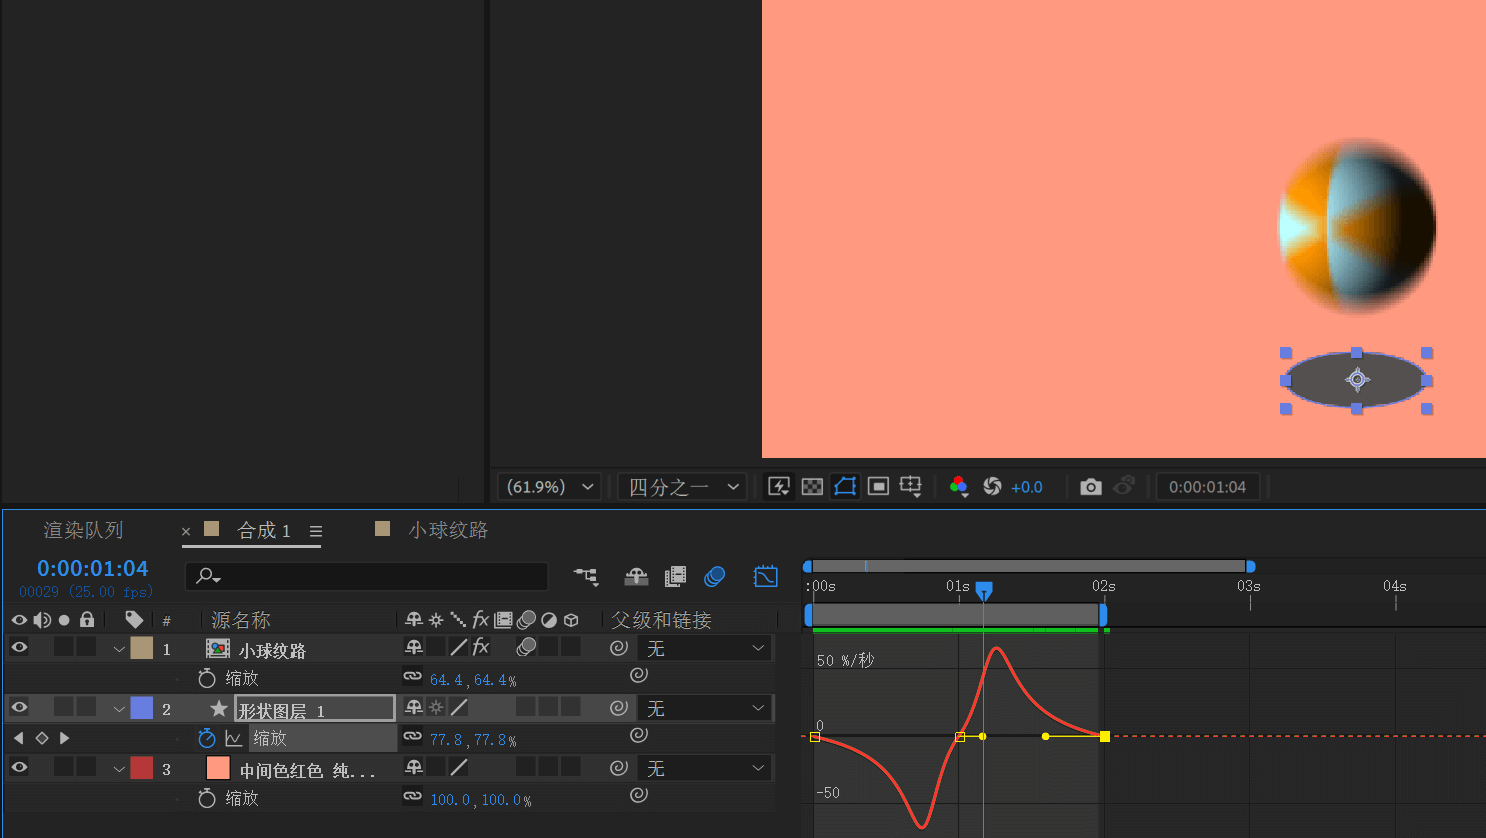 (61.9%) 四分之一 +0.0 0:00:01:04
渲染队列 × 合成 1 ☰ 小球纹路
0:00:01:04
00029 (25.00 fps)
:00s 01s 02s 03s 04s
# 源名称 fx 父级和链接
1 小球纹路 fx 无
缩放 64.4,64.4%
2 形状图层 1 无
缩放 77.8,77.8%
3 中间色红色 纯... 无
缩放 100.0,100.0%
50 %/秒
0
-50